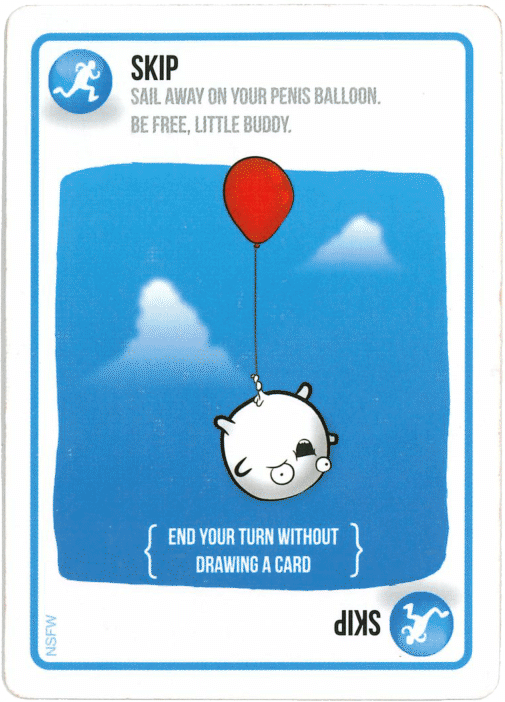 SKIP
SAIL AWAY ON YOUR PENIS BALLOON.
BE FREE, LITTLE BUDDY.
{ END YOUR TURN WITHOUT
DRAWING A CARD }
SKIP
NSFW